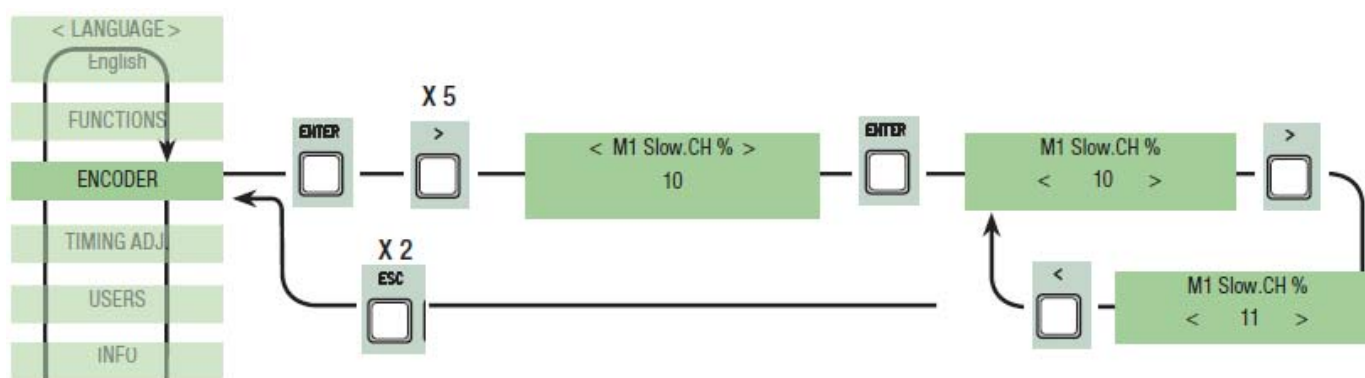 < LANGUAGE >
English
FUNCTIONS
ENCODER
TIMING ADJ.
USERS
INFO
ENTER
X 5
>
< M1 Slow.CH % >
10
ENTER
M1 Slow.CH %
< 10 >
>
M1 Slow.CH %
< 11 >
<
X 2
ESC